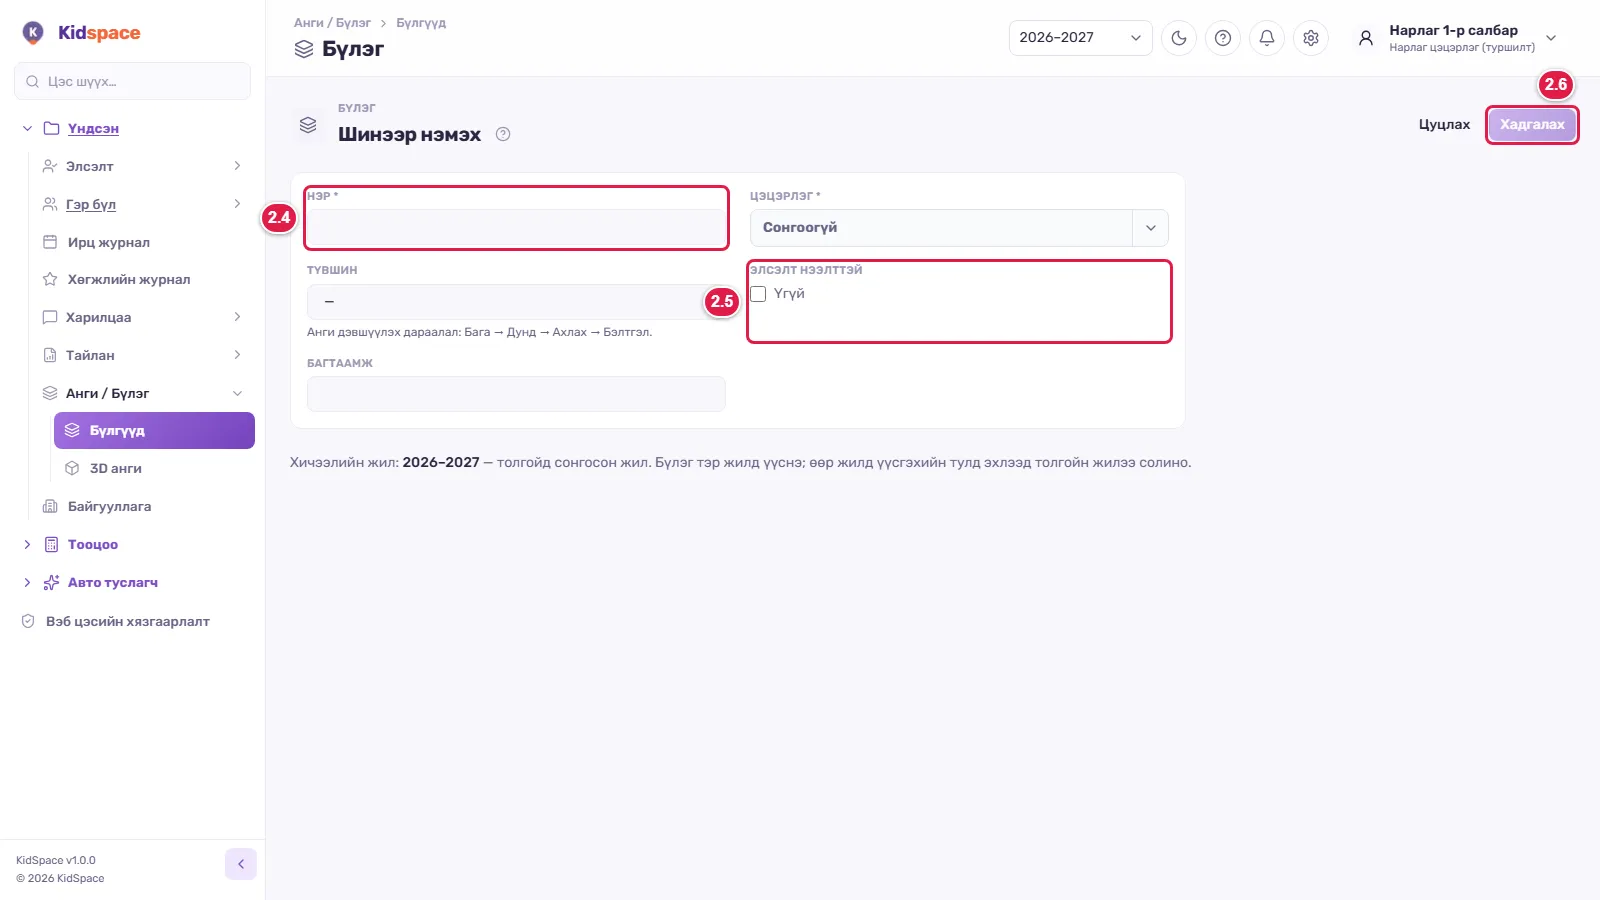 Kidspace
Цэс шүүх...
Үндсэн
Элсэлт
Гэр бүл
Ирц журнал
Хөгжлийн журнал
Харилцаа
Тайлан
Анги / Бүлэг
Бүлгүүд
3D анги
Байгууллага
Тооцоо
Авто туслагч
Вэб цэсийн хязгаарлалт
KidSpace v1.0.0
© 2026 KidSpace
Анги / Бүлэг > Бүлгүүд
Бүлэг
2026–2027
Нарлаг 1-р салбар
Нарлаг цэцэрлэг (туршилт)
БҮЛЭГ
Шинээр нэмэх
Цуцлах
Хадгалах
2.6
НЭР *
2.4
ЦЭЦЭРЛЭГ *
Сонгоогүй
ТҮВШИН
—
Анги дэвшүүлэх дараалал: Бага → Дунд → Ахлах → Бэлтгэл.
2.5
ЭЛСЭЛТ НЭЭЛТТЭЙ
Үгүй
БАГТААМЖ
Хичээлийн жил: 2026–2027 — толгойд сонгосон жил. Бүлэг тэр жилд үүснэ; өөр жилд үүсгэхийн тулд эхлээд толгойн жилээ солино.